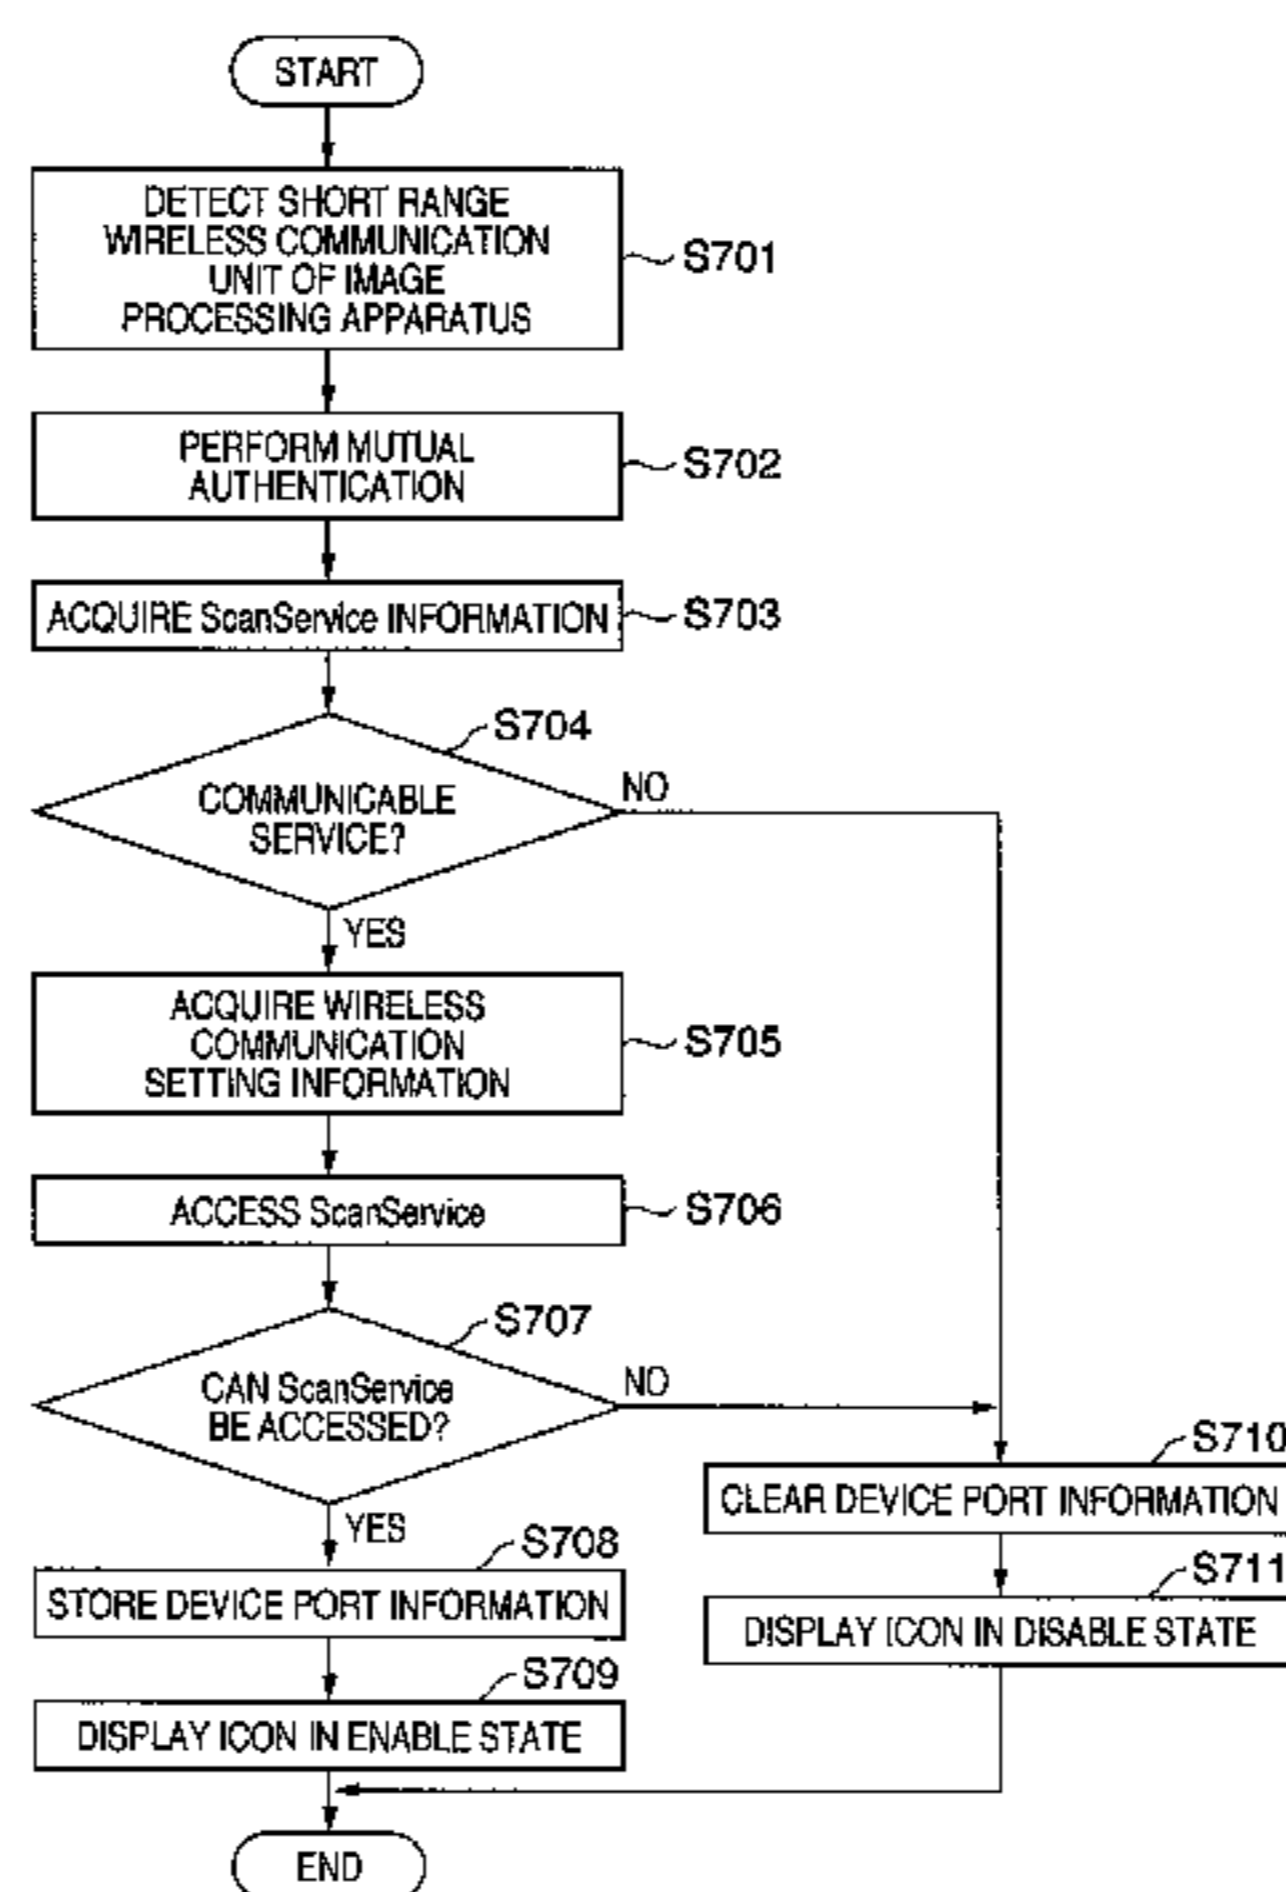 START
DETECT SHORT RANGE
WIRELESS COMMUNICATION
UNIT OF IMAGE
PROCESSING APPARATUS
S701
PERFORM MUTUAL
AUTHENTICATION
S702
ACQUIRE ScanService INFORMATION
S703
S704
COMMUNICABLE
SERVICE?
NO
YES
ACQUIRE WIRELESS
COMMUNICATION
SETTING INFORMATION
S705
ACCESS ScanService
S706
S707
CAN ScanService
BE ACCESSED?
NO
YES
S708
STORE DEVICE PORT INFORMATION
S709
DISPLAY ICON IN ENABLE STATE
S710
CLEAR DEVICE PORT INFORMATION
S711
DISPLAY ICON IN DISABLE STATE
END